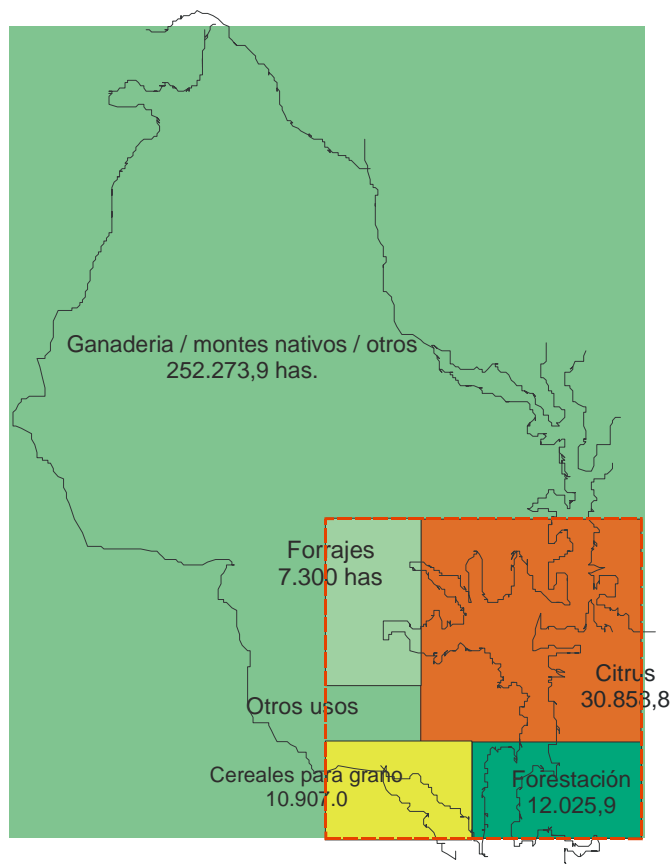 Ganaderia / montes nativos / otros
252.273,9 has.
Forrajes
7.300 has
Citrus
30.853,8
Otros usos
Cereales para grano
10.907.0
Forestación
12.025,9